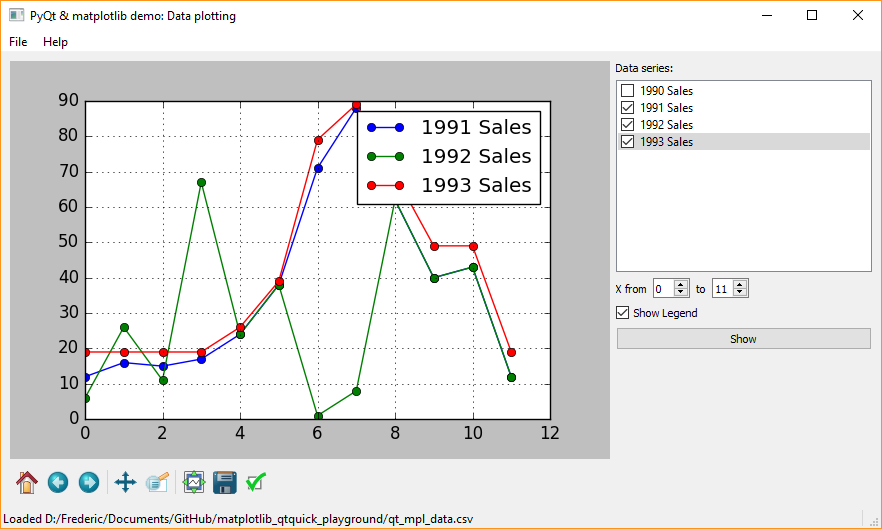 PyQt & matplotlib demo: Data plotting
File Help
Data series:
1990 Sales
1991 Sales
1992 Sales
1993 Sales
X from 0 to 11
Show Legend
Show
90
80
70
60
50
40
30
20
10
0
0 2 4 6 8 10 12
1991 Sales
1992 Sales
1993 Sales
Loaded D:/Frederic/Documents/GitHub/matplotlib_qtquick_playground/qt_mpl_data.csv